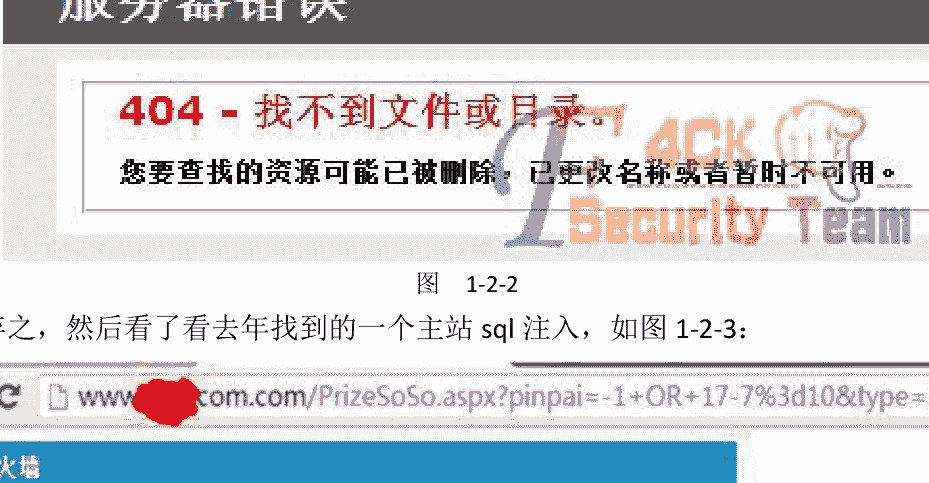 服务器错误
404 - 找不到文件或目录。
您要查找的资源可能已被删除，已更改名称或者暂时不可用。
T 4CK
Security Team
图 1-2-2
之，然后看了看去年找到的一个主站 sql 注入，如图 1-2-3：
www com.com/PrizeSoSo.aspx?pinpai=-1+OR+17-7%3d10&type=
火墙